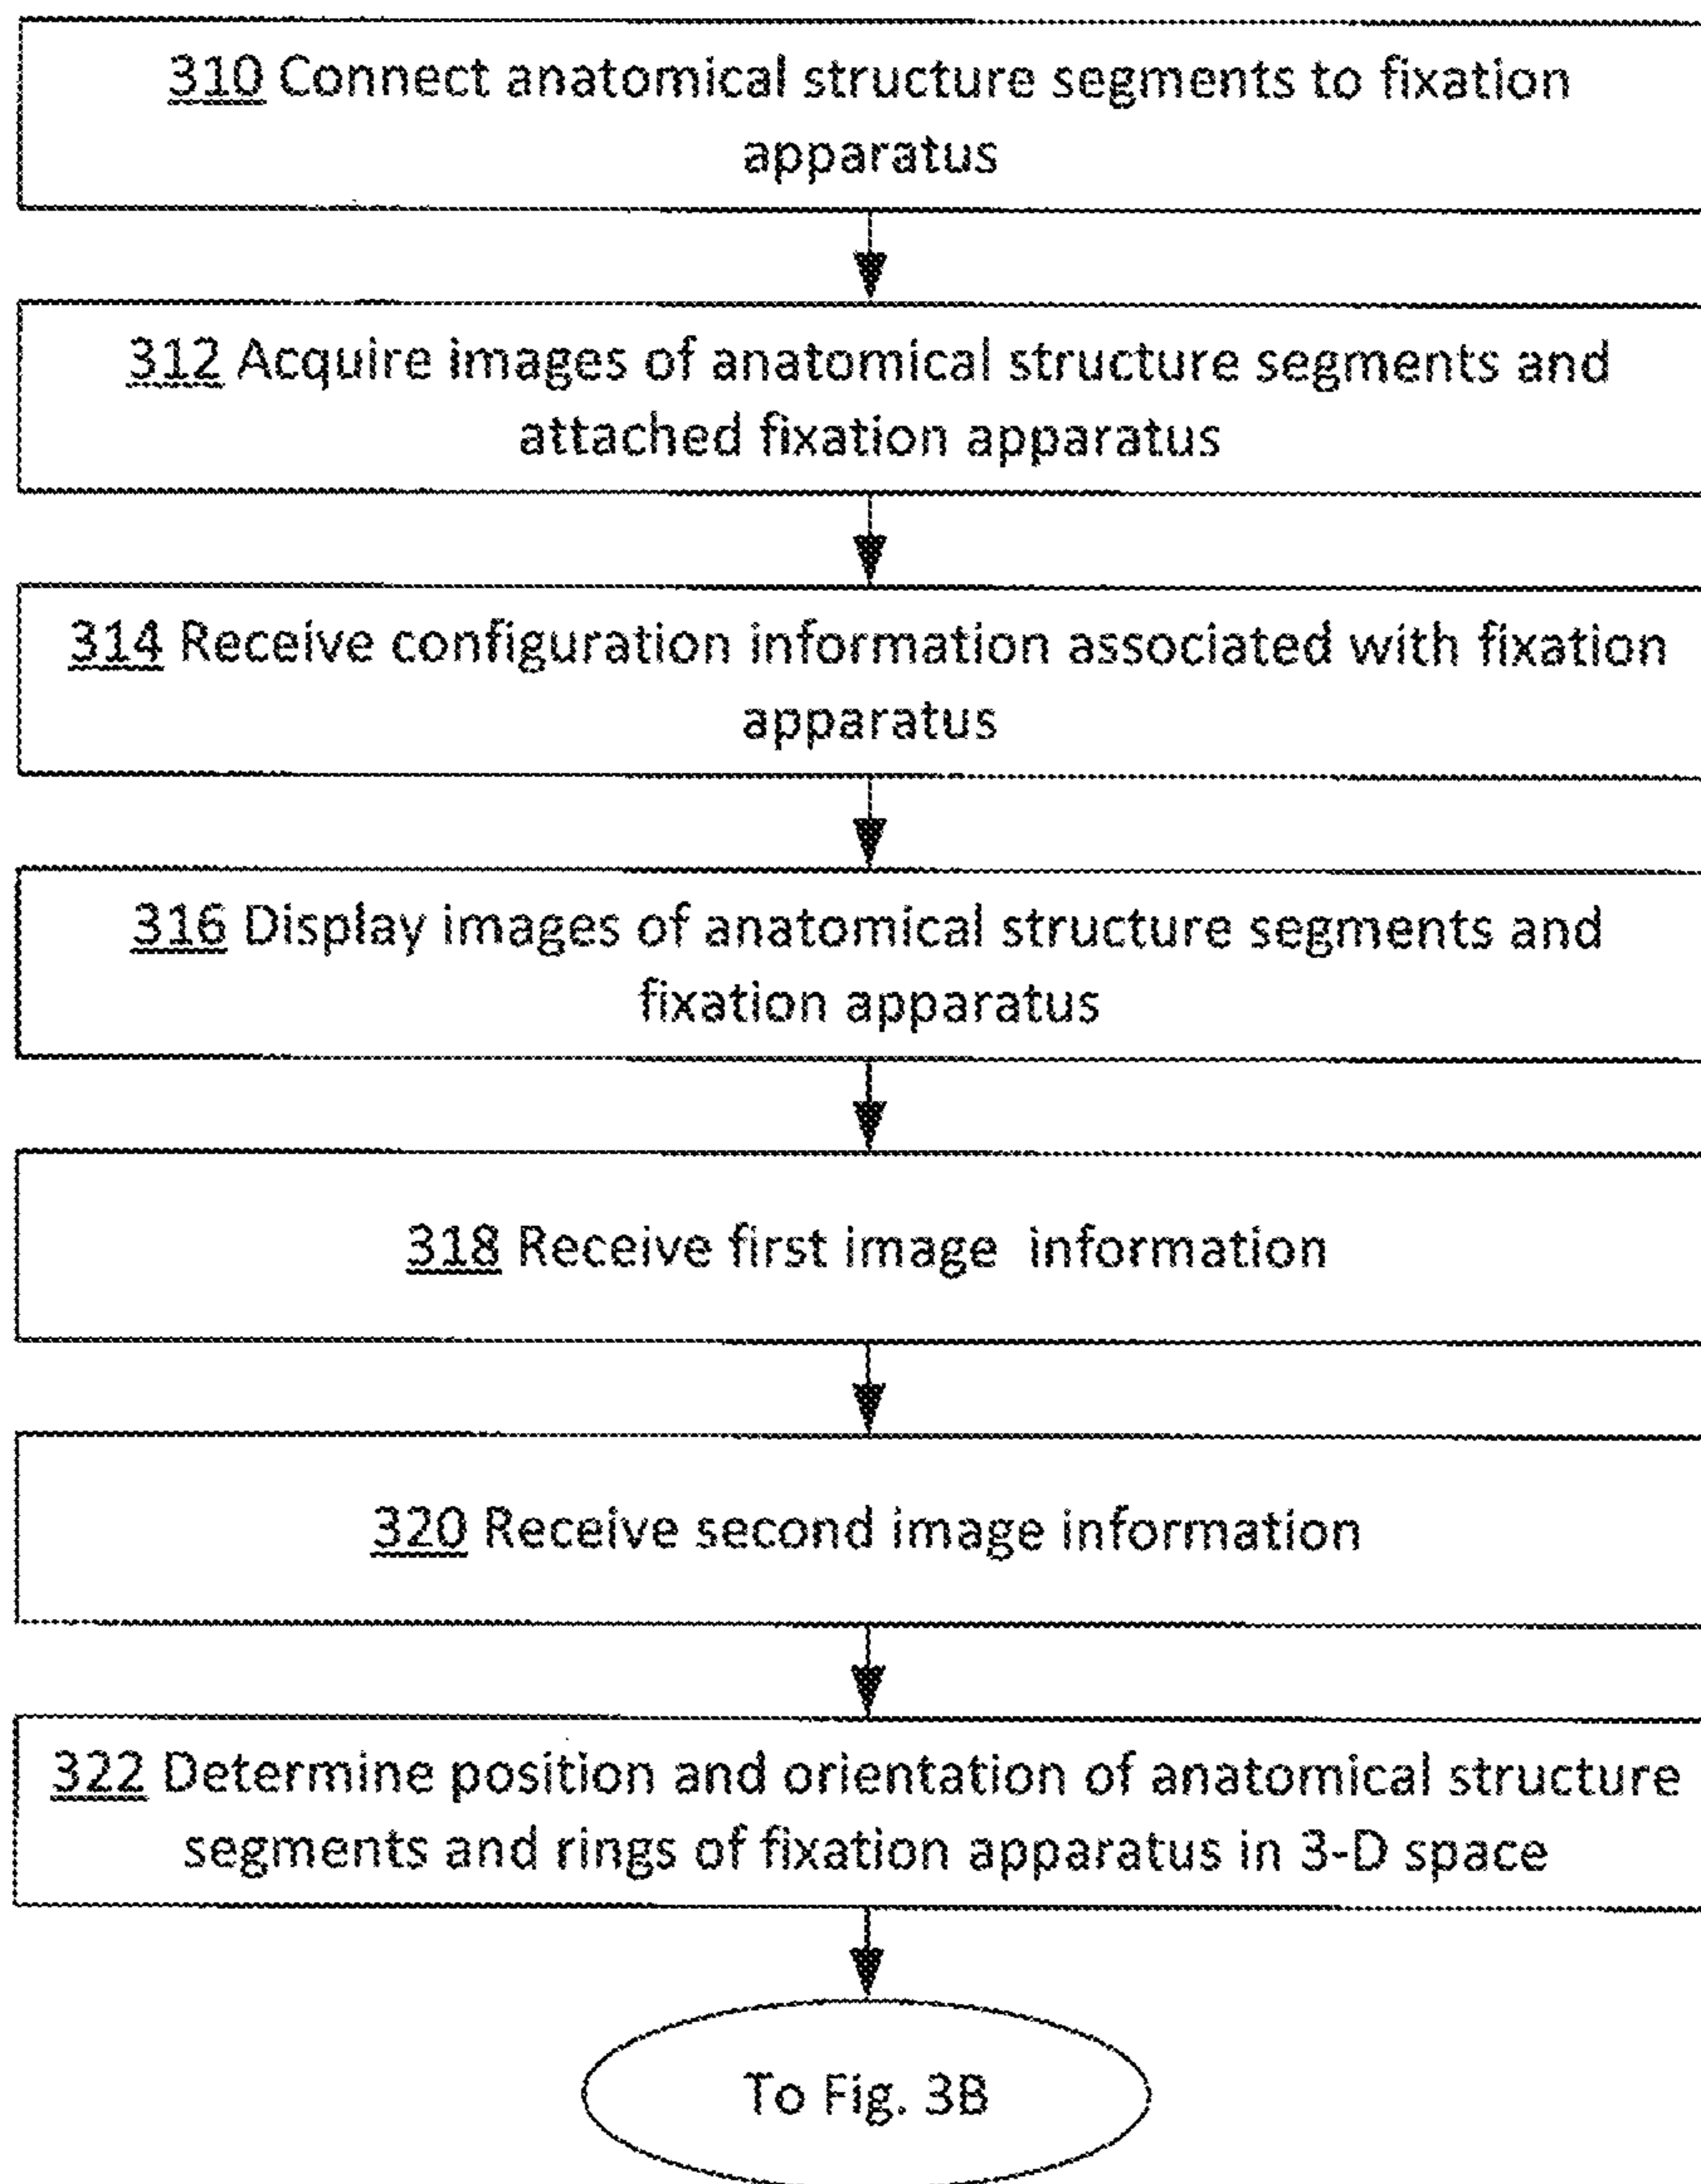 310 Connect anatomical structure segments to fixation
apparatus
312 Acquire images of anatomical structure segments and
attached fixation apparatus
314 Receive configuration information associated with fixation
apparatus
316 Display images of anatomical structure segments and
fixation apparatus
318 Receive first image information
320 Receive second image information
322 Determine position and orientation of anatomical structure
segments and rings of fixation apparatus in 3-D space
To Fig. 3B